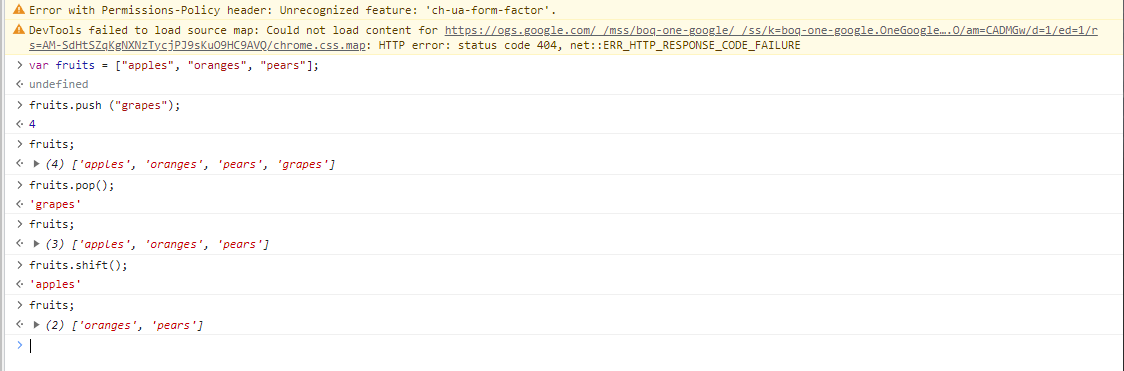 Error with Permissions-Policy header: Unrecognized feature: 'ch-ua-form-factor'.
DevTools failed to load source map: Could not load content for https://ogs.google.com/_/mss/boq-one-google/_/ss/k=boq-one-google.OneGoogle….O/am=CADMGw/d=1/ed=1/r
s=AM-SdHtSZqKgNXNzTycjPJ9sKuO9HC9AVQ/chrome.css.map: HTTP error: status code 404, net::ERR_HTTP_RESPONSE_CODE_FAILURE
> var fruits = ["apples", "oranges", "pears"];
undefined
> fruits.push ("grapes");
4
> fruits;
(4) ['apples', 'oranges', 'pears', 'grapes']
> fruits.pop();
'grapes'
> fruits;
(3) ['apples', 'oranges', 'pears']
> fruits.shift();
'apples'
> fruits;
(2) ['oranges', 'pears']
>